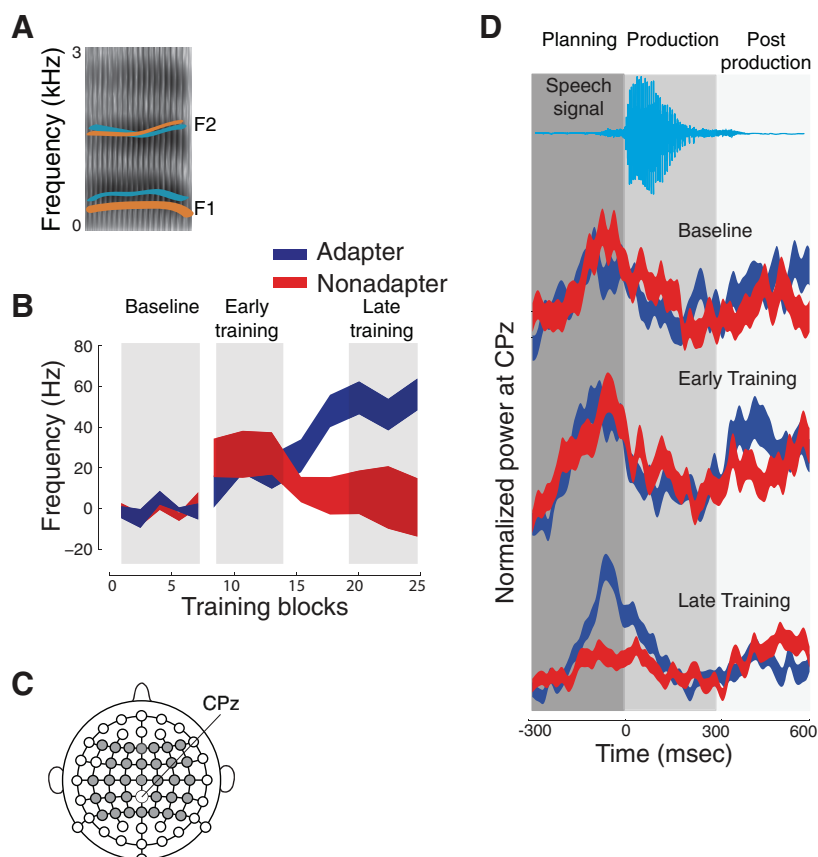 A
3
Frequency (kHz)
F2
F1
0
Adapter
Nonadapter
B
Baseline
Early
training
Late
training
80
60
40
20
0
–20
Frequency (Hz)
0
5
10
15
20
25
Training blocks
C
CPz
D
Planning
Production
Post
production
Speech
signal
Baseline
Early Training
Late Training
Normalized power at CPz
-300
0
300
600
Time (msec)